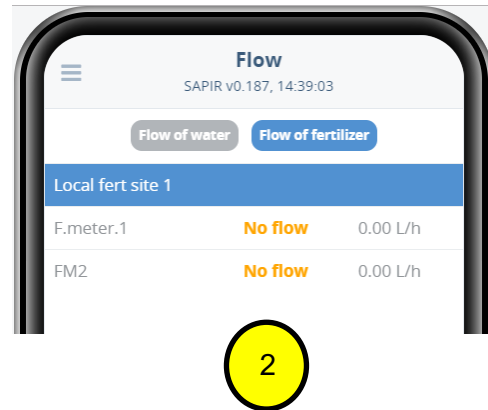 Flow
SAPIR v0.187, 14:39:03
Flow of water Flow of fertilizer
Local fert site 1
F.meter.1 No flow 0.00 L/h
FM2 No flow 0.00 L/h
2